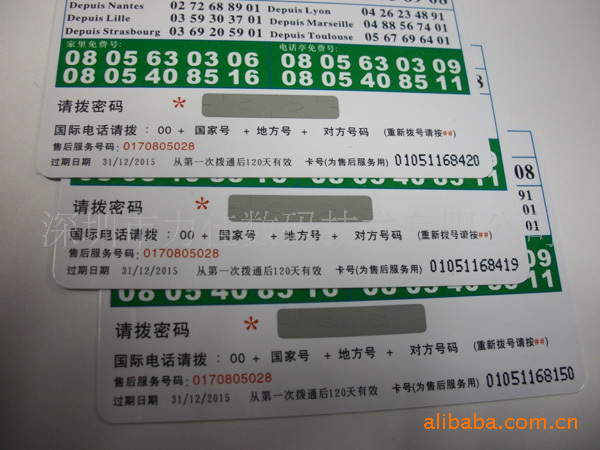 Depuis Nantes 02 72 68 89 01 Depuis Lyon 04 26 23 48 91
Depuis Lille 03 59 30 37 01 Depuis Marseille 04 88 56 74 01
Depuis Strasbourg 03 69 20 59 01 Depuis Toulouse 05 67 69 64 01
家里免费号: 电话亭免费号:
08 05 63 03 06 08 05 63 03 09
08 05 40 85 16 08 05 40 85 11
请拨密码 *
国际电话请拨 : 00 + 国家号 + 地方号 + 对方号码 (重新拨号请按##)
售后服务号码:0170805028
过期日期 31/12/2015 从第一次拨通后120天有效 卡号(为售后服务用) 01051168420
08
请拨密码 *
国际电话请拨 : 00 + 国家号 + 地方号 + 对方号码 (重新拨号请按##)
售后服务号码:0170805028
过期日期 31/12/2015 从第一次拨通后120天有效 卡号(为售后服务用) 01051168419
08
91
01
01
08 05 40 85 16 08 05 40 85 11
请拨密码 *
国际电话请拨 : 00 + 国家号 + 地方号 + 对方号码 (重新拨号请按##)
售后服务号码:0170805028
过期日期 31/12/2015 从第一次拨通后120天有效 卡号(为售后服务用) 01051168150
alibaba.com.cn